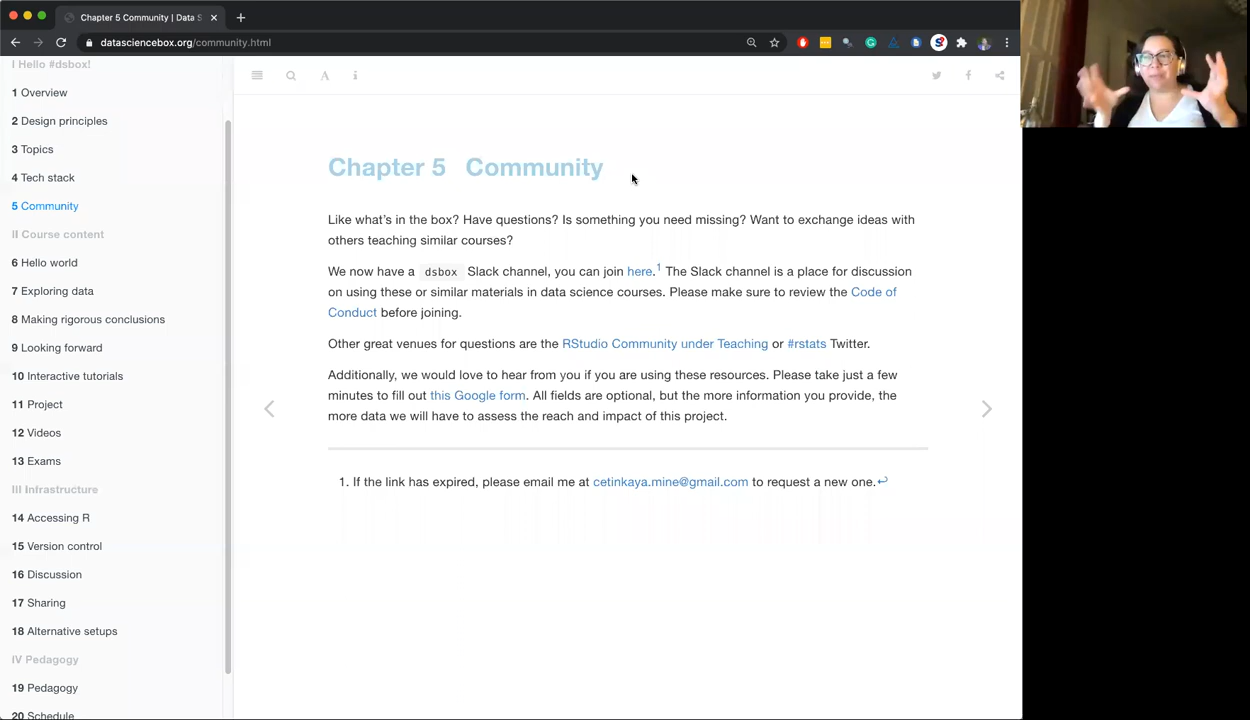 Chapter 5 Community | Data S
datasciencebox.org/community.html
I Hello #dsbox!
1 Overview
2 Design principles
3 Topics
4 Tech stack
5 Community
II Course content
6 Hello world
7 Exploring data
8 Making rigorous conclusions
9 Looking forward
10 Interactive tutorials
11 Project
12 Videos
13 Exams
III Infrastructure
14 Accessing R
15 Version control
16 Discussion
17 Sharing
18 Alternative setups
IV Pedagogy
19 Pedagogy
20 Schedule
Chapter 5 Community
Like what's in the box? Have questions? Is something you need missing? Want to exchange ideas with
others teaching similar courses?
We now have a dsbox Slack channel, you can join here.1 The Slack channel is a place for discussion
on using these or similar materials in data science courses. Please make sure to review the Code of
Conduct before joining.
Other great venues for questions are the RStudio Community under Teaching or #rstats Twitter.
Additionally, we would love to hear from you if you are using these resources. Please take just a few
minutes to fill out this Google form. All fields are optional, but the more information you provide, the
more data we will have to assess the reach and impact of this project.
1. If the link has expired, please email me at cetinkaya.mine@gmail.com to request a new one.↩